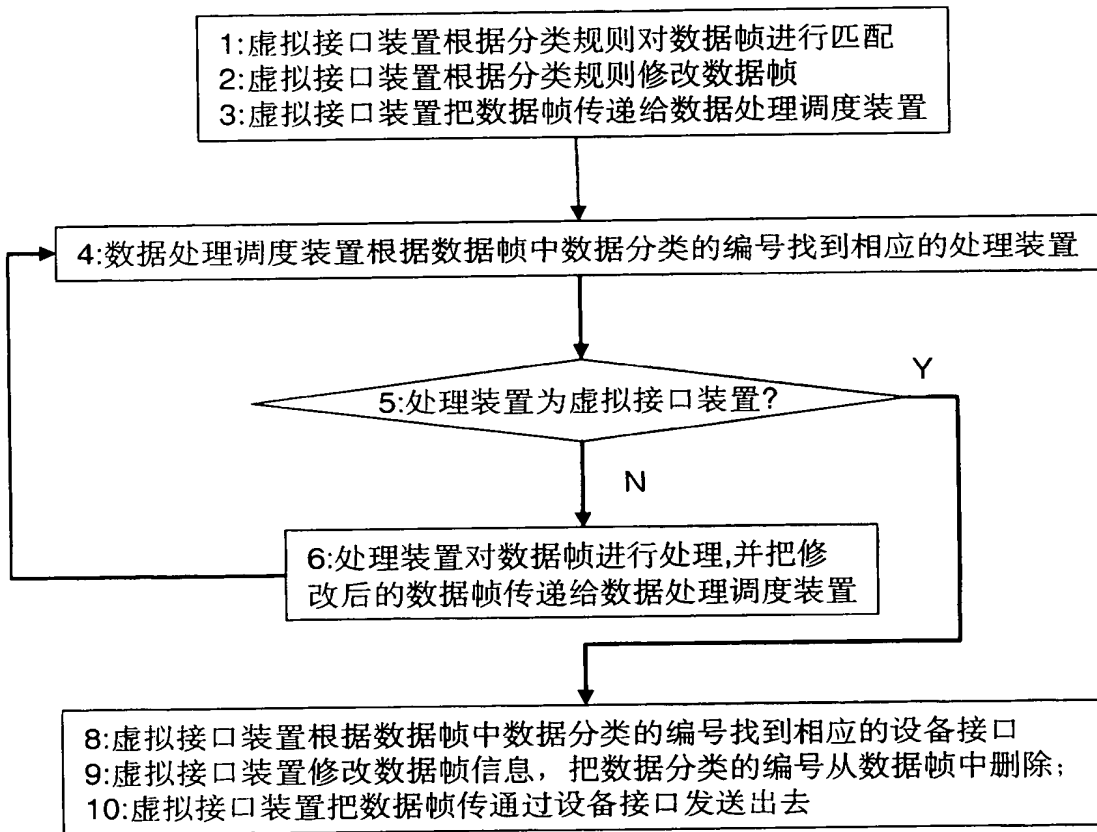 1:虚拟接口装置根据分类规则对数据帧进行匹配
2:虚拟接口装置根据分类规则修改数据帧
3:虚拟接口装置把数据帧传递给数据处理调度装置
4:数据处理调度装置根据数据帧中数据分类的编号找到相应的处理装置
5:处理装置为虚拟接口装置?
Y
N
6:处理装置对数据帧进行处理,并把修
改后的数据帧传递给数据处理调度装置
8:虚拟接口装置根据数据帧中数据分类的编号找到相应的设备接口
9:虚拟接口装置修改数据帧信息，把数据分类的编号从数据帧中删除；
10:虚拟接口装置把数据帧传通过设备接口发送出去